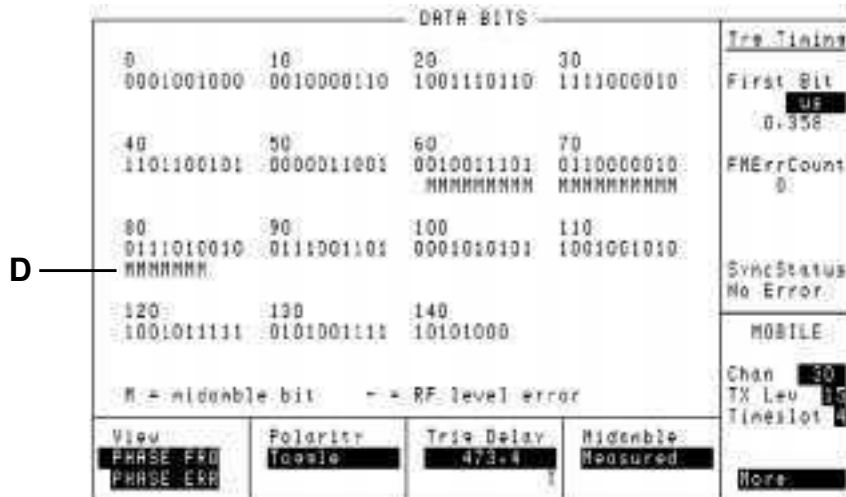 DATA BITS
0 10 20 30
0001001000 0010000110 1001110110 1111000010
40 50 60 70
1101100101 0000011001 0010011101 0110000010
MMMMMMMMMM MMMMMMMMMM
80 90 100 110
0111010010 0111001101 0001010101 1001001010
MMMMMMM
120 130 140
1001011111 0101001111 10101000
M = midamble bit - = RF level error
D
Trg Timing
First Bit
us
0.358
FMErrCount
0
SyncStatus
No Error
MOBILE
Chan 30
TX Lev 15
Timeslot 4
More
View
PHASE FRQ
PHASE ERR
Polarity
Toggle
Trig Delay
473.4
Midamble
Measured